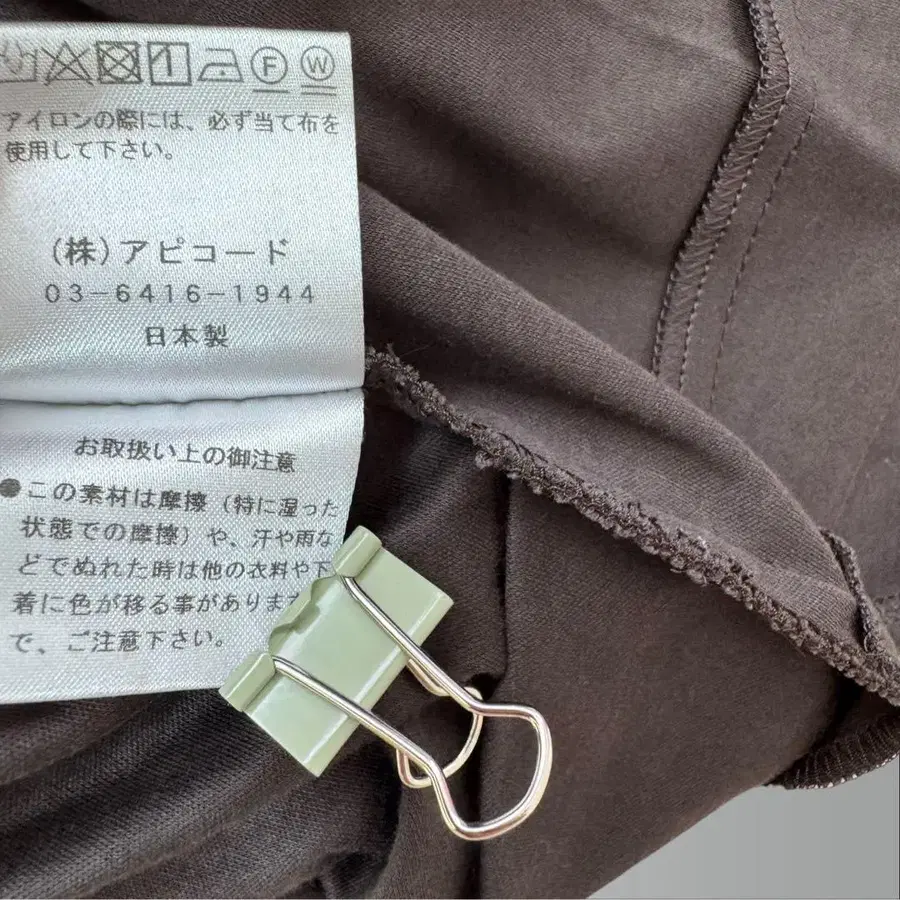 F W
アイロンの際には、必ず当て布を
使用して下さい。
(株)アピコード
03-6416-1944
日本製
お取扱い上の御注意
●この素材は摩擦(特に湿った
状態での摩擦)や、汗や雨な
どでぬれた時は他の衣料や下
着に色が移る事がありま
で、ご注意下さい。